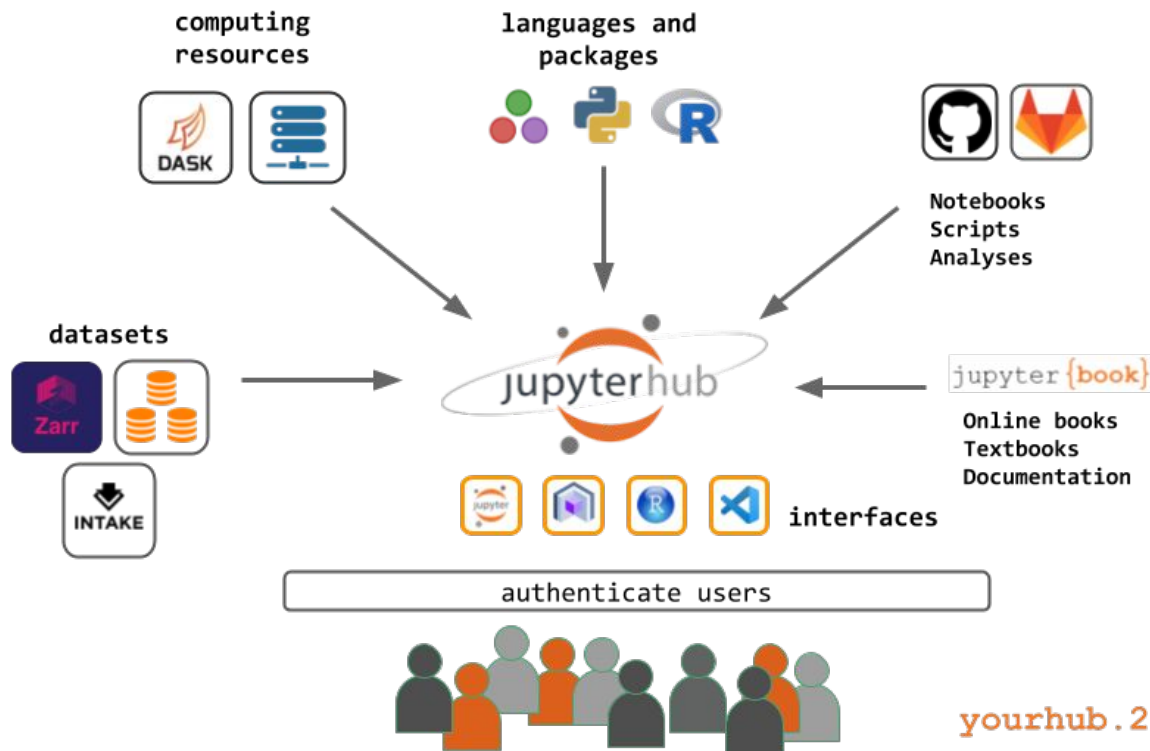 computing
resources
languages and
packages
DASK
R
Notebooks
Scripts
Analyses
datasets
Zarr
INTAKE
jupyterhub
jupyter {book}
Online books
Textbooks
Documentation
jupyter
R
interfaces
authenticate users
yourhub.2